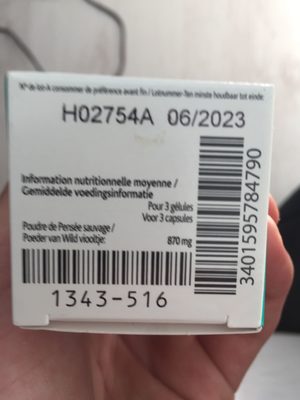 N° de lot-A consommer de préférence avant fin / Lotnummer-Ten minste houdbaar tot einde
H02754A 06/2023
Information nutritionnelle moyenne /
Gemiddelde voedingsinformatie
Pour 3 gélules
Voor 3 capsules
Poudre de Pensée sauvage /
Poeder van Wild viooltje: 870 mg
1343-516
3401595784790